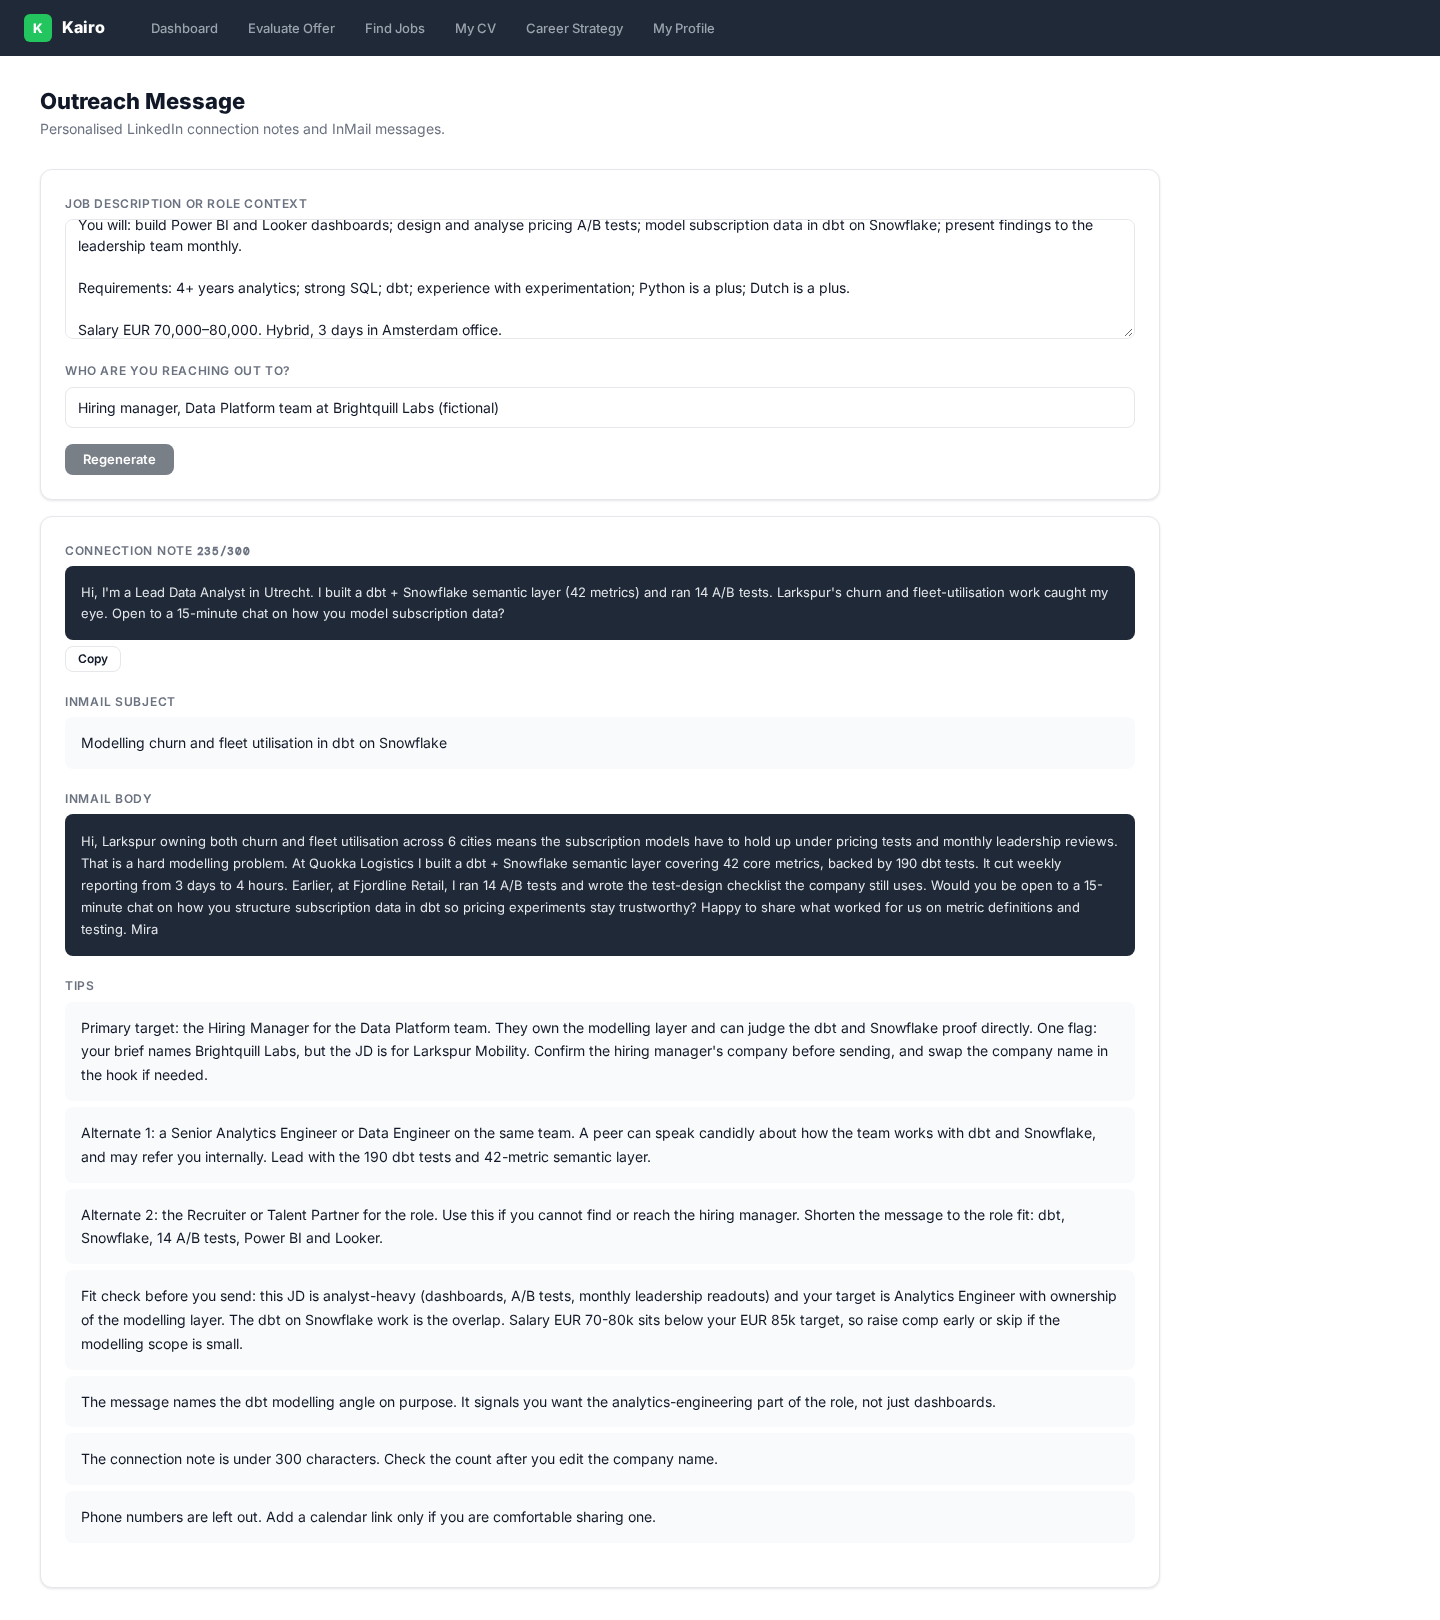 K Kairo Dashboard Evaluate Offer Find Jobs My CV Career Strategy My Profile
Outreach Message
Personalised LinkedIn connection notes and InMail messages.
JOB DESCRIPTION OR ROLE CONTEXT
You will: build Power BI and Looker dashboards; design and analyse pricing A/B tests; model subscription data in dbt on Snowflake; present findings to the
leadership team monthly.
Requirements: 4+ years analytics; strong SQL; dbt; experience with experimentation; Python is a plus; Dutch is a plus.
Salary EUR 70,000–80,000. Hybrid, 3 days in Amsterdam office.
WHO ARE YOU REACHING OUT TO?
Hiring manager, Data Platform team at Brightquill Labs (fictional)
Regenerate
CONNECTION NOTE 235/300
Hi, I'm a Lead Data Analyst in Utrecht. I built a dbt + Snowflake semantic layer (42 metrics) and ran 14 A/B tests. Larkspur's churn and fleet-utilisation work caught my
eye. Open to a 15-minute chat on how you model subscription data?
Copy
INMAIL SUBJECT
Modelling churn and fleet utilisation in dbt on Snowflake
INMAIL BODY
Hi, Larkspur owning both churn and fleet utilisation across 6 cities means the subscription models have to hold up under pricing tests and monthly leadership reviews.
That is a hard modelling problem. At Quokka Logistics I built a dbt + Snowflake semantic layer covering 42 core metrics, backed by 190 dbt tests. It cut weekly
reporting from 3 days to 4 hours. Earlier, at Fjordline Retail, I ran 14 A/B tests and wrote the test-design checklist the company still uses. Would you be open to a 15-
minute chat on how you structure subscription data in dbt so pricing experiments stay trustworthy? Happy to share what worked for us on metric definitions and
testing. Mira
TIPS
Primary target: the Hiring Manager for the Data Platform team. They own the modelling layer and can judge the dbt and Snowflake proof directly. One flag:
your brief names Brightquill Labs, but the JD is for Larkspur Mobility. Confirm the hiring manager's company before sending, and swap the company name in
the hook if needed.
Alternate 1: a Senior Analytics Engineer or Data Engineer on the same team. A peer can speak candidly about how the team works with dbt and Snowflake,
and may refer you internally. Lead with the 190 dbt tests and 42-metric semantic layer.
Alternate 2: the Recruiter or Talent Partner for the role. Use this if you cannot find or reach the hiring manager. Shorten the message to the role fit: dbt,
Snowflake, 14 A/B tests, Power BI and Looker.
Fit check before you send: this JD is analyst-heavy (dashboards, A/B tests, monthly leadership readouts) and your target is Analytics Engineer with ownership
of the modelling layer. The dbt on Snowflake work is the overlap. Salary EUR 70-80k sits below your EUR 85k target, so raise comp early or skip if the
modelling scope is small.
The message names the dbt modelling angle on purpose. It signals you want the analytics-engineering part of the role, not just dashboards.
The connection note is under 300 characters. Check the count after you edit the company name.
Phone numbers are left out. Add a calendar link only if you are comfortable sharing one.